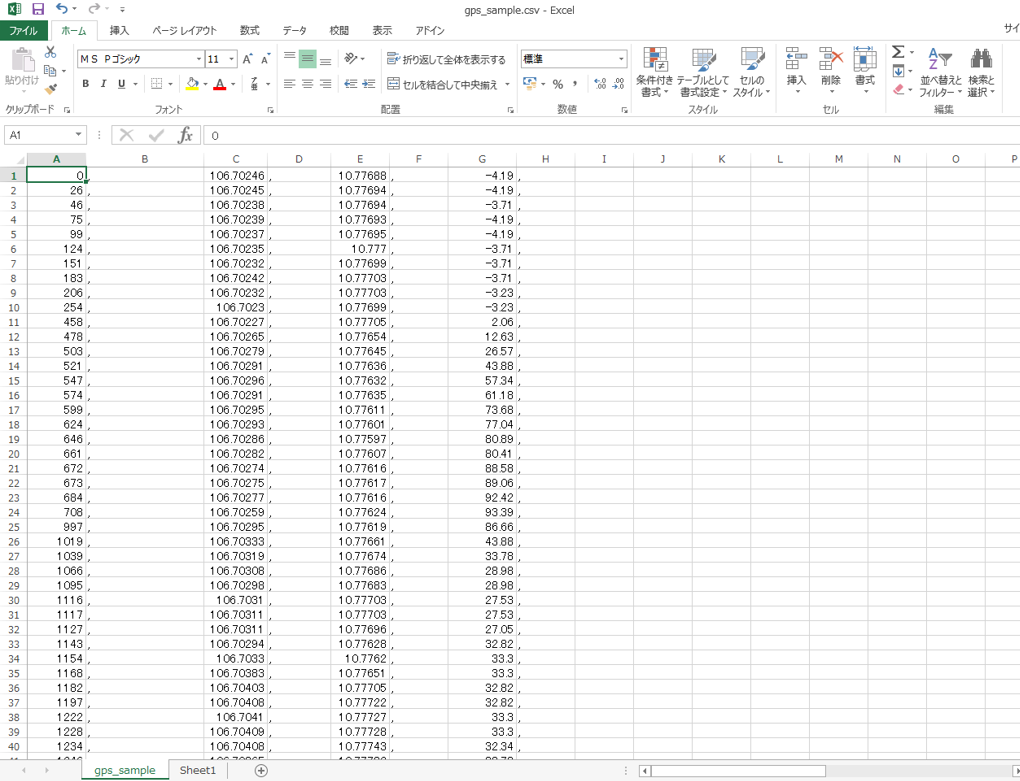 gps_sample.csv - Excel
ファイル ホーム 挿入 ページ レイアウト 数式 データ 校閲 表示 アドイン サイ
貼り付け ＭＳ Ｐゴシック 11 A A 折り返して全体を表示する 標準 条件付き書式 テーブルとして書式設定 セルのスタイル 挿入 削除 書式 Σ 並べ替えとフィルター 検索と選択
B I U A セルを結合して中央揃え % ,
クリップボード フォント 配置 数値 スタイル セル 編集
A1 fx 0
A B C D E F G H I J K L M N O P
1 0 , 106.70246 , 10.77688 , -4.19 ,
2 26 , 106.70245 , 10.77694 , -4.19 ,
3 46 , 106.70238 , 10.77694 , -3.71 ,
4 75 , 106.70239 , 10.77693 , -4.19 ,
5 99 , 106.70237 , 10.77695 , -4.19 ,
6 124 , 106.70235 , 10.777 , -3.71 ,
7 151 , 106.70232 , 10.77699 , -3.71 ,
8 183 , 106.70242 , 10.77703 , -3.71 ,
9 206 , 106.70232 , 10.77703 , -3.23 ,
10 254 , 106.7023 , 10.77699 , -3.23 ,
11 458 , 106.70227 , 10.77705 , 2.06 ,
12 478 , 106.70265 , 10.77654 , 12.63 ,
13 503 , 106.70279 , 10.77645 , 26.57 ,
14 521 , 106.70291 , 10.77636 , 43.88 ,
15 547 , 106.70296 , 10.77632 , 57.34 ,
16 574 , 106.70291 , 10.77635 , 61.18 ,
17 599 , 106.70295 , 10.77611 , 73.68 ,
18 624 , 106.70293 , 10.77601 , 77.04 ,
19 646 , 106.70286 , 10.77597 , 80.89 ,
20 661 , 106.70282 , 10.77607 , 80.41 ,
21 672 , 106.70274 , 10.77616 , 88.58 ,
22 673 , 106.70275 , 10.77617 , 89.06 ,
23 684 , 106.70277 , 10.77616 , 92.42 ,
24 708 , 106.70259 , 10.77624 , 93.39 ,
25 997 , 106.70295 , 10.77619 , 86.66 ,
26 1019 , 106.70333 , 10.77661 , 43.88 ,
27 1039 , 106.70319 , 10.77674 , 33.78 ,
28 1066 , 106.70308 , 10.77686 , 28.98 ,
29 1095 , 106.70298 , 10.77683 , 28.98 ,
30 1116 , 106.7031 , 10.77703 , 27.53 ,
31 1117 , 106.70311 , 10.77703 , 27.53 ,
32 1127 , 106.70311 , 10.77696 , 27.05 ,
33 1143 , 106.70294 , 10.77628 , 32.82 ,
34 1154 , 106.7033 , 10.7762 , 33.3 ,
35 1168 , 106.70383 , 10.77651 , 33.3 ,
36 1182 , 106.70403 , 10.77705 , 32.82 ,
37 1197 , 106.70408 , 10.77722 , 32.82 ,
38 1222 , 106.7041 , 10.77727 , 33.3 ,
39 1228 , 106.70409 , 10.77728 , 33.3 ,
40 1234 , 106.70408 , 10.77743 , 32.34 ,
gps_sample Sheet1